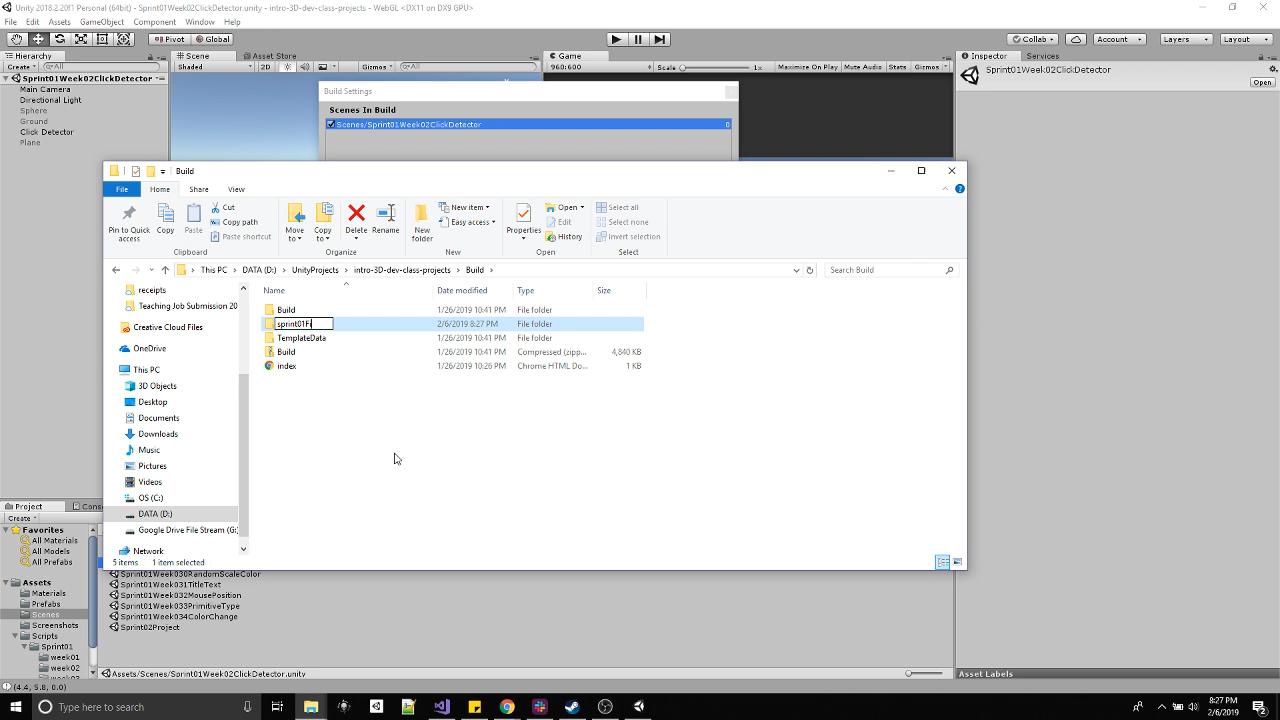 Unity 2018.2.20f1 Personal (64bit) - Sprint01Week02ClickDetector.unity - intro-3D-dev-class-projects - WebGL <DX11 on DX9 GPU>
File Edit Assets GameObject Component Window Help
Pivot Global Collab Account Layers Layout
Hierarchy Scene Asset Store Game Inspector Services
Create All Shaded 2D Gizmos All 960:600 Scale 1x Maximize On Play Mute Audio Stats Gizmos
Sprint01Week02ClickDetector
Open
Main Camera
Directional Light
Sphere
Ground
Click Detector
Plane
Build Settings
Scenes In Build
Scenes/Sprint01Week02ClickDetector 0
Build
File Home Share View
Pin to Quick access
Copy
Paste
Cut
Copy path
Paste shortcut
Clipboard
Move to
Copy to
Delete
Rename
Organize
New folder
New item
Easy access
New
Properties
Open
Edit
History
Open
Select all
Select none
Invert selection
Select
This PC DATA (D:) UnityProjects intro-3D-dev-class-projects Build Search Build
Name Date modified Type Size
receipts
Teaching Job Submission 20
Creative Cloud Files
OneDrive
This PC
3D Objects
Desktop
Documents
Downloads
Music
Pictures
Videos
OS (C:)
DATA (D:)
Google Drive File Stream (G:
Network
Build 1/26/2019 10:41 PM File folder
sprint01Fi 2/6/2019 8:27 PM File folder
TemplateData 1/26/2019 10:41 PM File folder
Build 1/26/2019 10:41 PM Compressed (zipp... 4,840 KB
index 1/26/2019 10:26 PM Chrome HTML Do... 1 KB
5 items 1 item selected
Project Cons
Create
Favorites
All Materials
All Models
All Prefabs
Assets
Materials
Prefabs
Scenes
Screenshots
Scripts
Sprint01
week01
week02
Sprint01Week030RandomScaleColor
Sprint01Week031TitleText
Sprint01Week032MousePosition
Sprint01Week033PrimitiveType
Sprint01Week034ColorChange
Sprint02Project
Assets/Scenes/Sprint01Week02ClickDetector.unity
Asset Labels
(4.4, 5.8, 0.0)
Type here to search
8:27 PM
2/6/2019